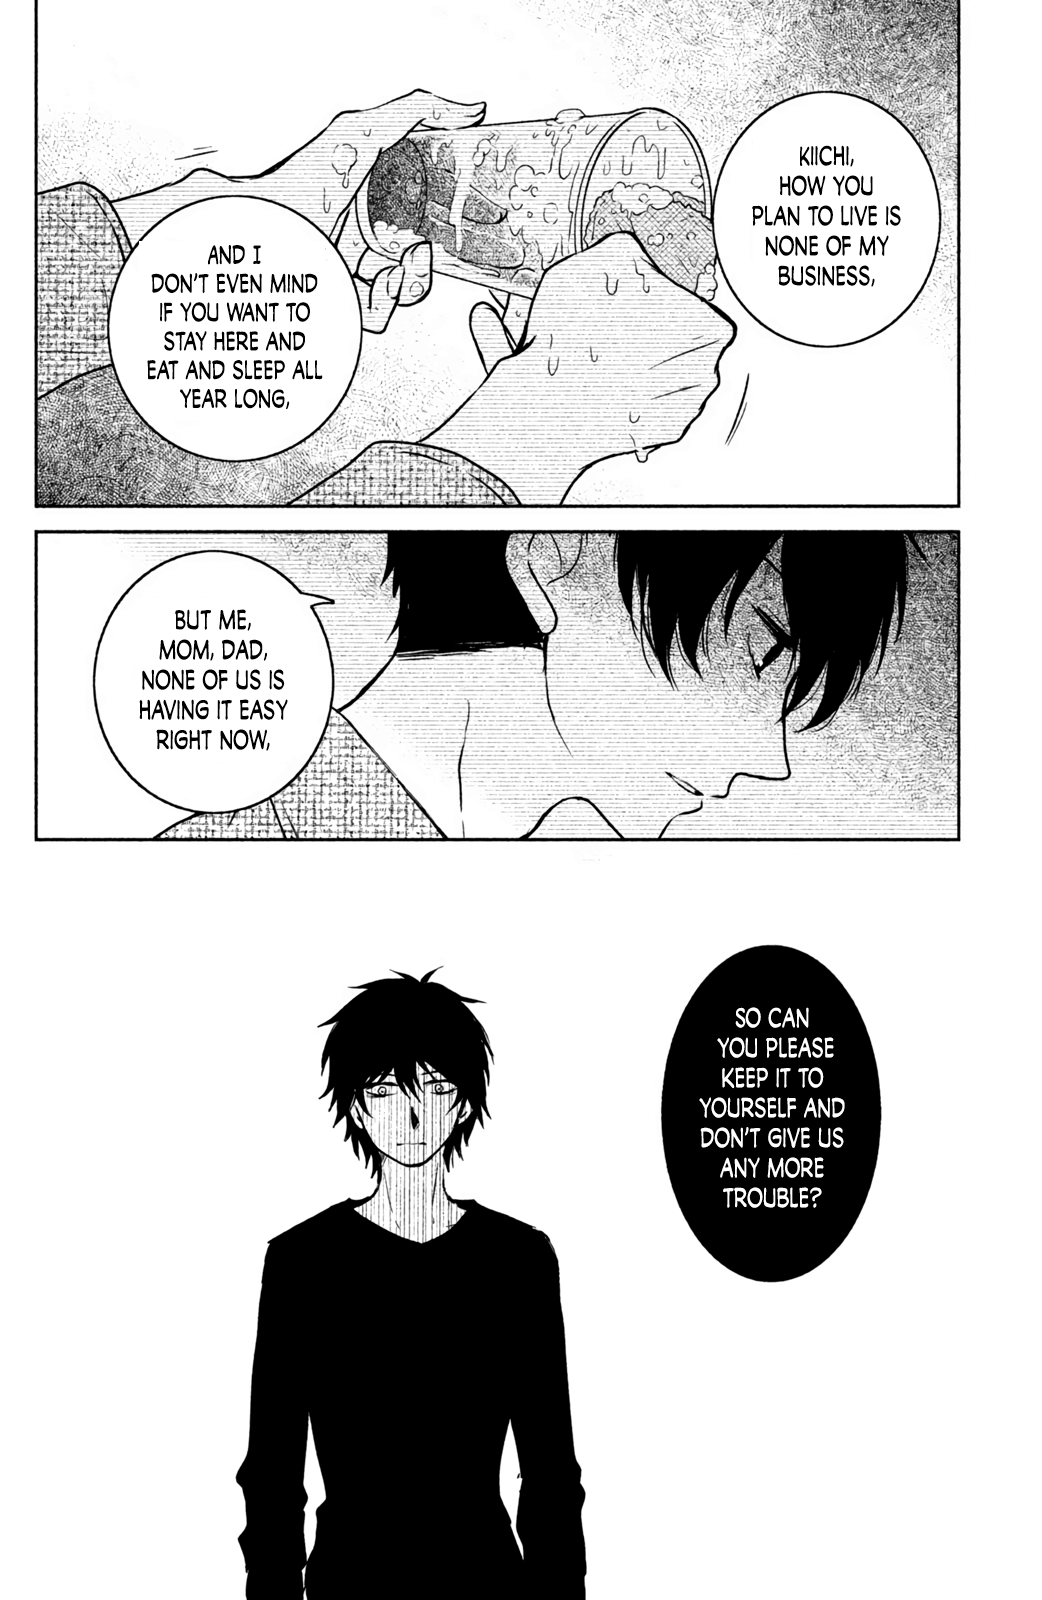 KIICHI,
HOW YOU
PLAN TO LIVE IS
NONE OF MY
BUSINESS,
AND I
DON'T EVEN MIND
IF YOU WANT TO
STAY HERE AND
EAT AND SLEEP ALL
YEAR LONG,
BUT ME,
MOM, DAD,
NONE OF US IS
HAVING IT EASY
RIGHT NOW,
SO CAN
YOU PLEASE
KEEP IT TO
YOURSELF AND
DON'T GIVE US
ANY MORE
TROUBLE?